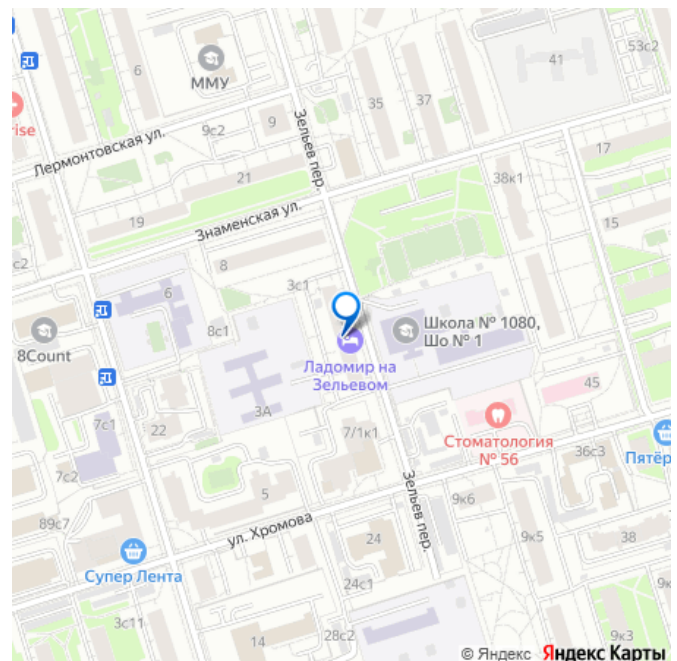 53с2
41
6
ММУ
35
37
rise
9с2
9
Лермонтовская ул.
Зельев пер.
17
21
38к1
19
Знаменская ул.
15
с2
8
3с1
6
8с1
8Count
Школа № 1080,
Шо № 1
Ладомир на
Зельевом
45
3А
7с1
22
7/1к1
Стоматология
№ 56
36с3
Пятёр
7с2
5
Зельев пер.
9к6
89с7
ул. Хромова
24
9к5
38
Супер Лента
24с1
9к
3с11
14
28с2
9к3
© Яндекс Яндекс Карты